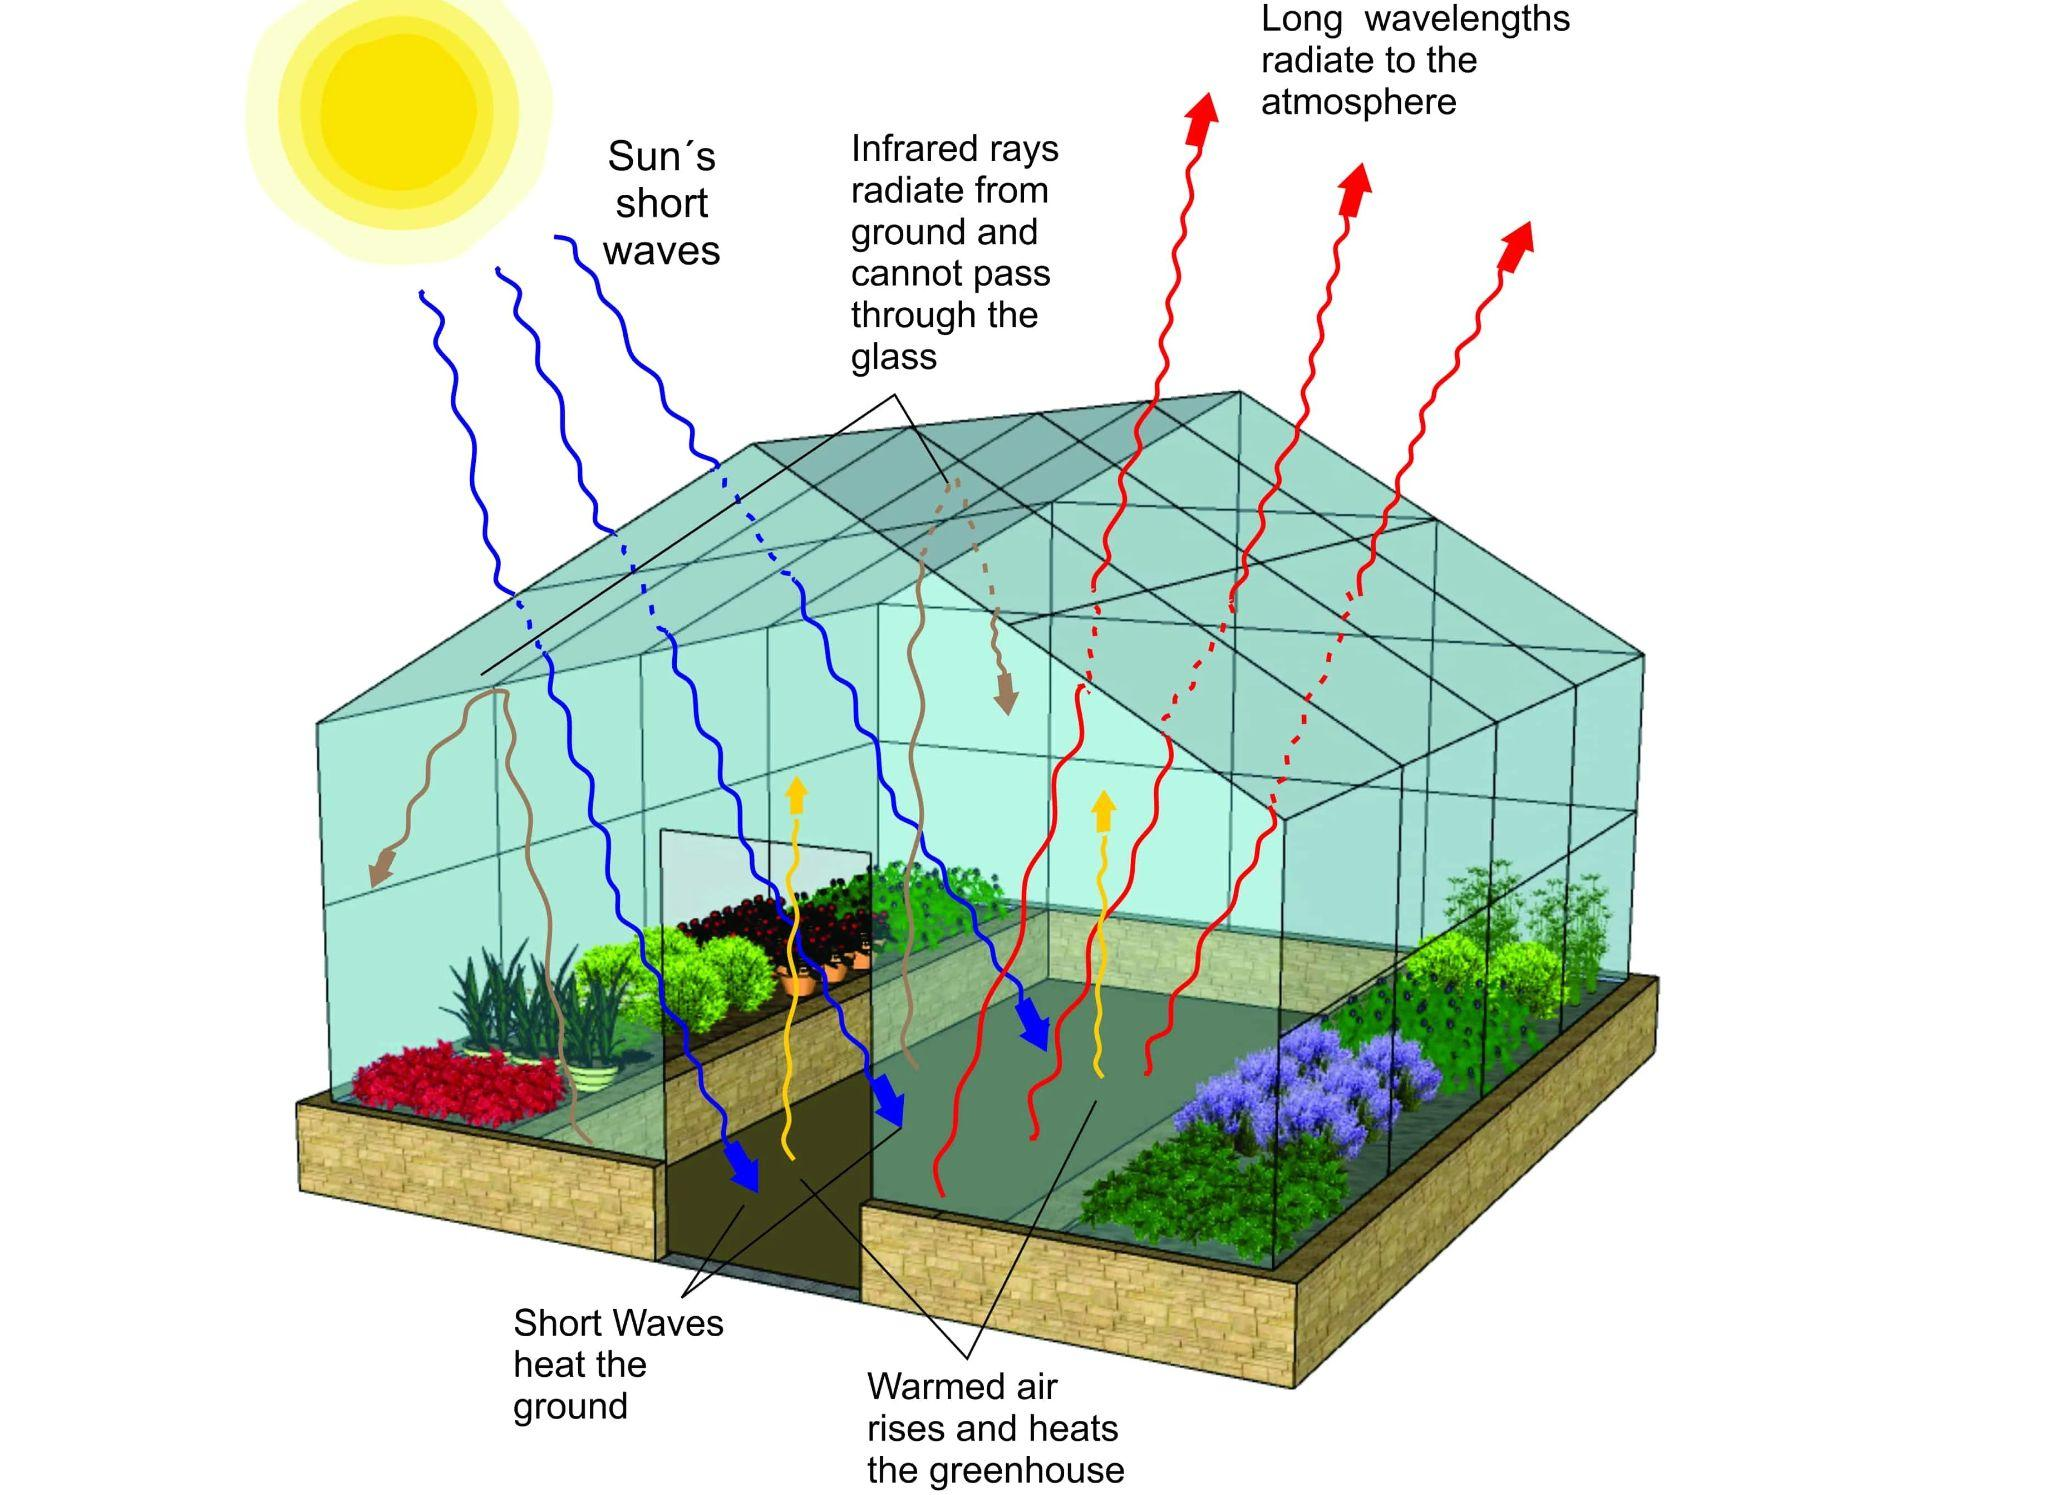 Long wavelengths
radiate to the
atmosphere
Sun´s
short
waves
Infrared rays
radiate from
ground and
cannot pass
through the
glass
Short Waves
heat the
ground
Warmed air
rises and heats
the greenhouse